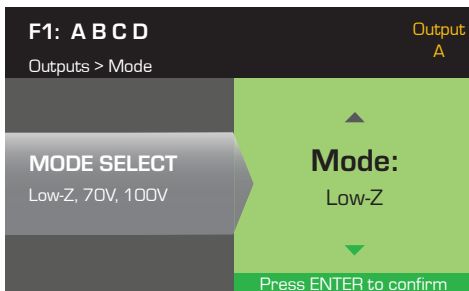 F1: A B C D
Output
A
Outputs > Mode
MODE SELECT
Low-Z, 70V, 100V
Mode:
Low-Z
Press ENTER to confirm